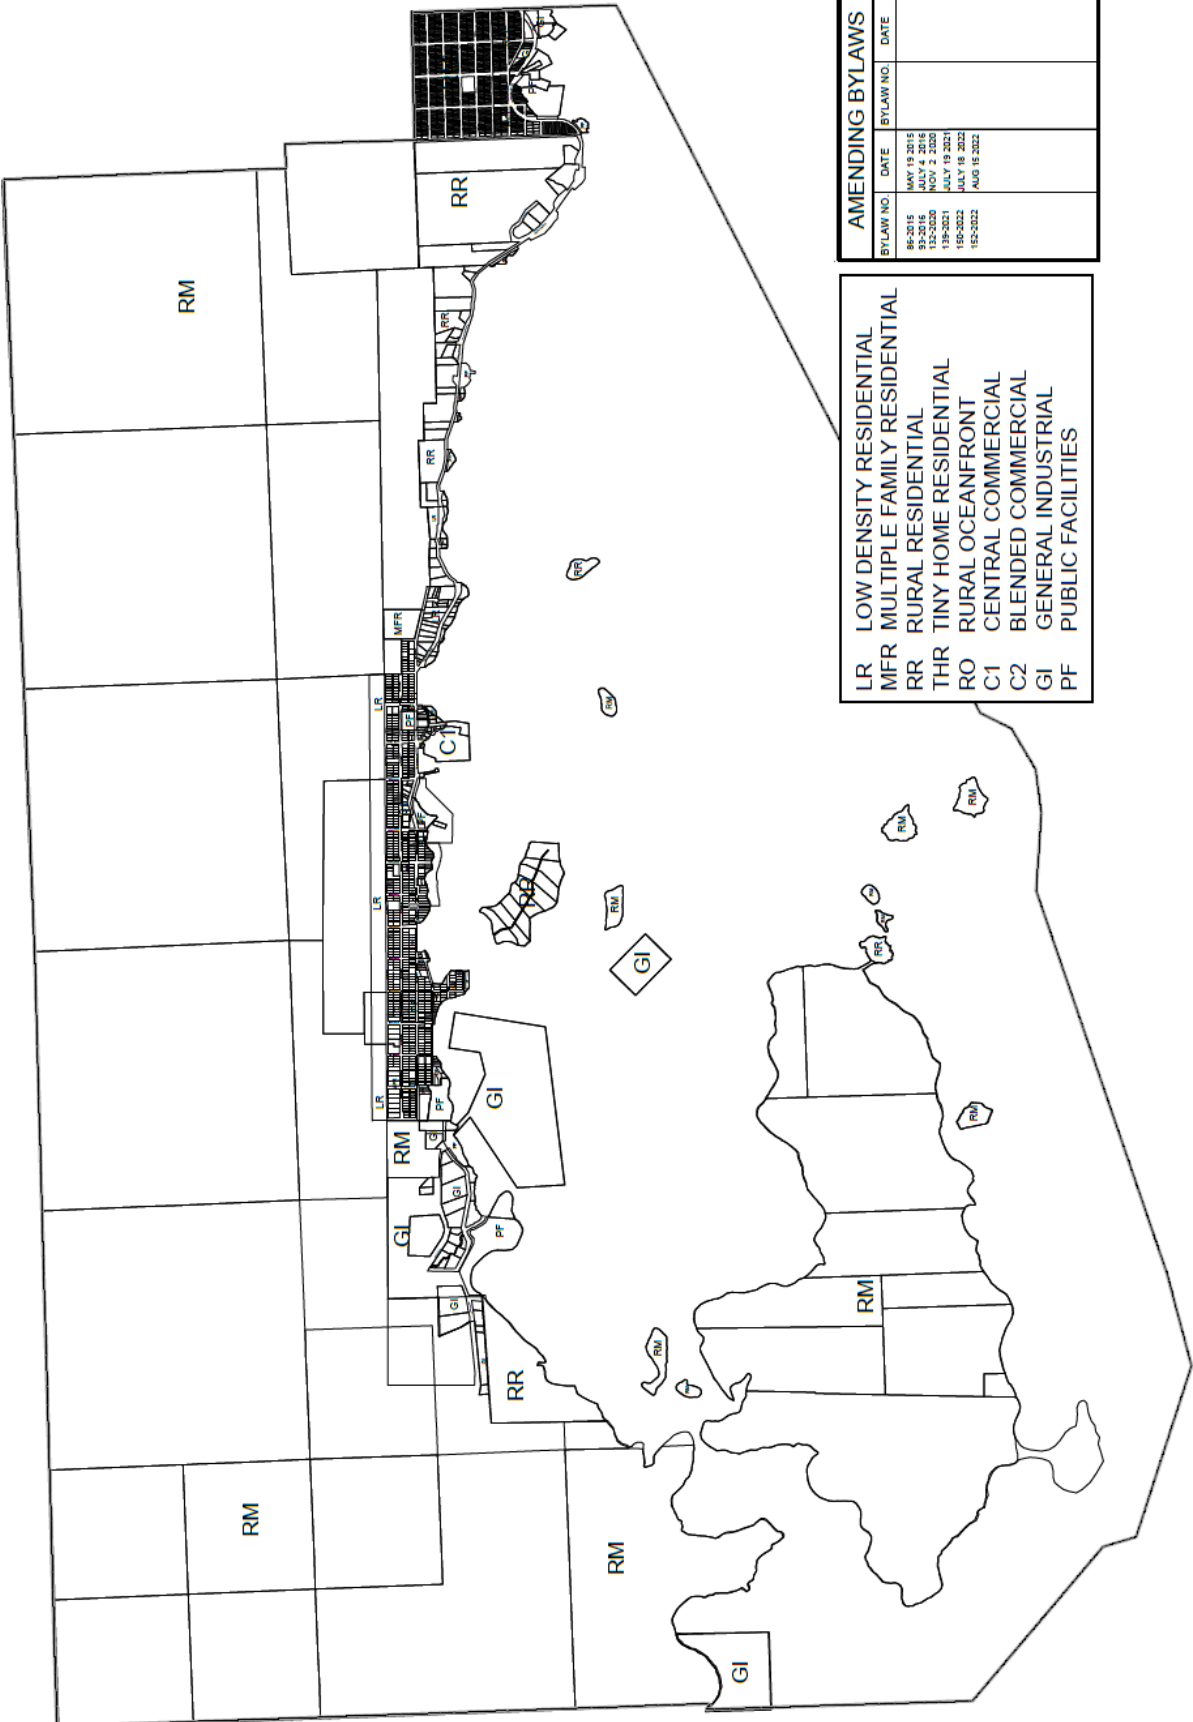 AMENDING BYLAWS
BYLAW NO. DATE BYLAW NO. DATE
86-2015 MAY 19 2015
93-2016 JULY 4 2016
132-2020 NOV 2 2020
139-2021 JULY 19 2021
150-2022 JULY 18 2022
152-2022 AUG 15 2022
LR LOW DENSITY RESIDENTIAL
MFR MULTIPLE FAMILY RESIDENTIAL
RR RURAL RESIDENTIAL
THR TINY HOME RESIDENTIAL
RO RURAL OCEANFRONT
C1 CENTRAL COMMERCIAL
C2 BLENDED COMMERCIAL
GI GENERAL INDUSTRIAL
PF PUBLIC FACILITIES
RM
RR
RR
RR
MFR
RR
LR
PF
C1
RM
RM
RM
LR
RR
RM
GI
RR
LR
PF
GI
RM
RM
GI
GI
PF
GI
RM
RM
RR
RM
RM
GI